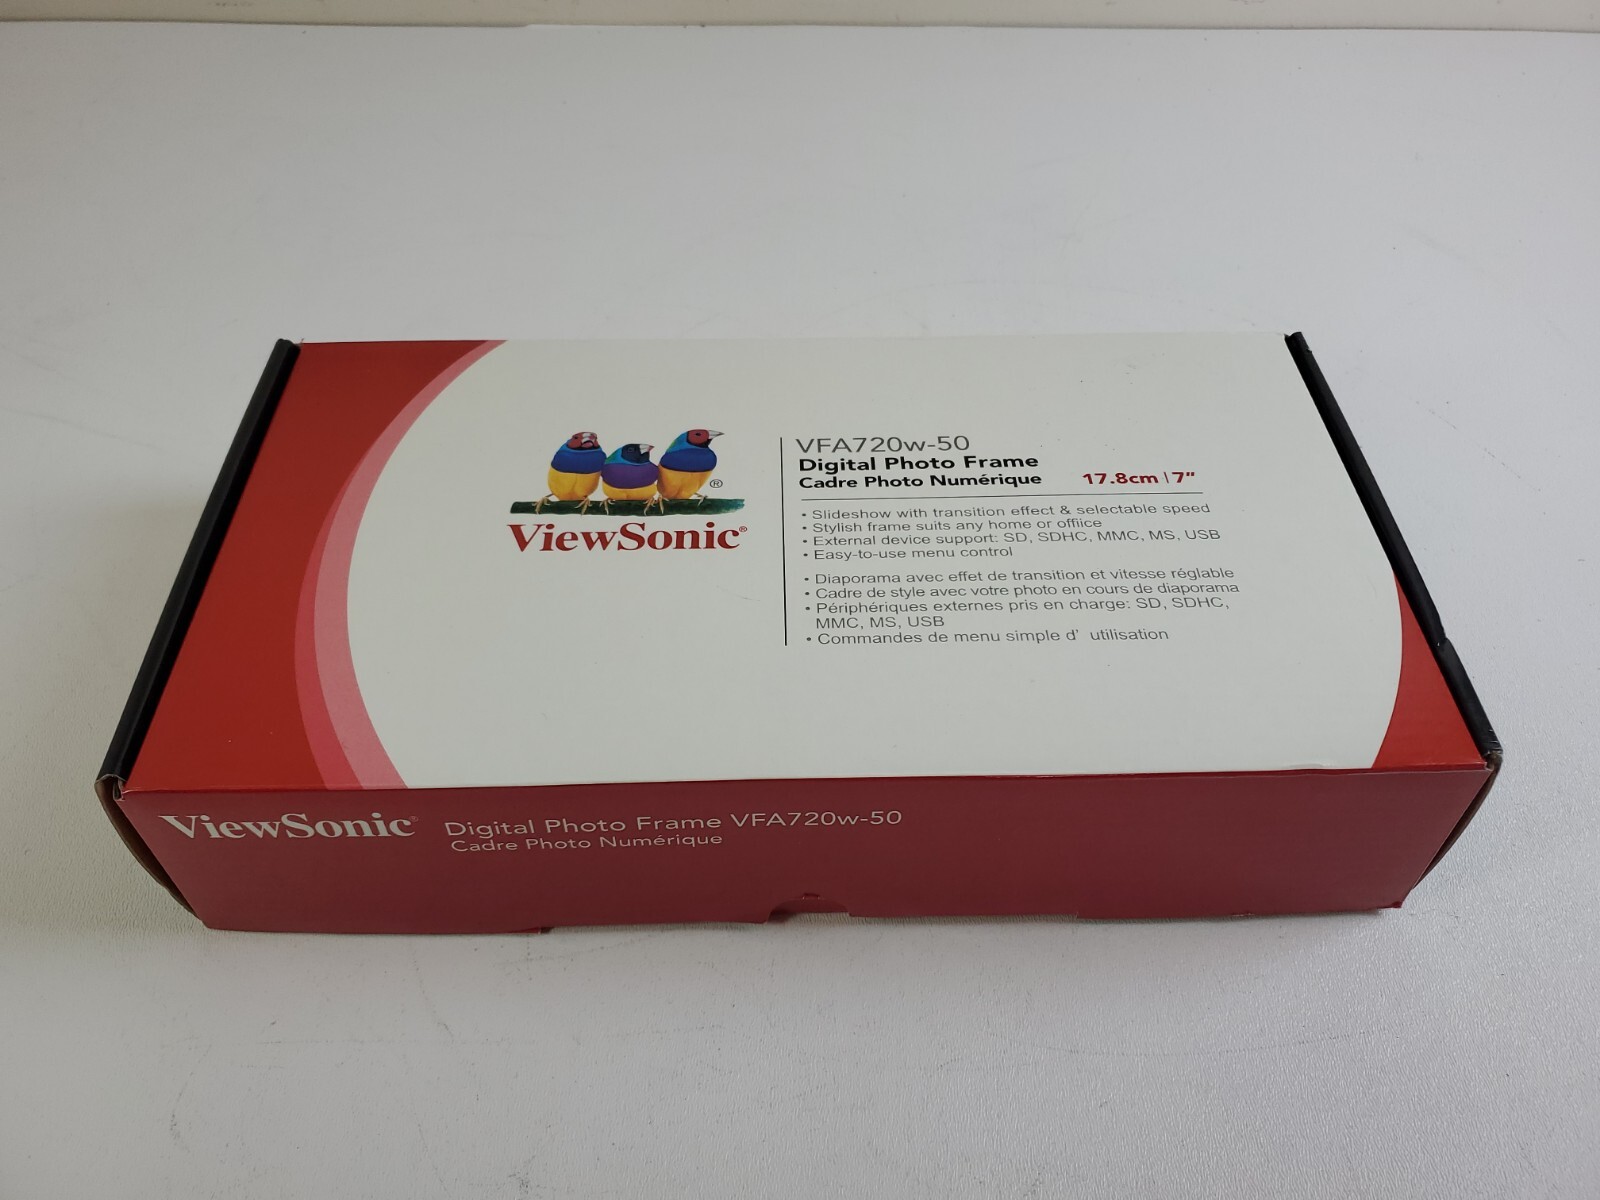 ®
ViewSonic®
VFA720w-50
Digital Photo Frame
Cadre Photo Numérique 17.8cm | 7"
• Slideshow with transition effect & selectable speed
• Stylish frame suits any home or offiice
• External device support: SD, SDHC, MMC, MS, USB
• Easy-to-use menu control
• Diaporama avec effet de transition et vitesse réglable
• Cadre de style avec votre photo en cours de diaporama
• Périphériques externes pris en charge: SD, SDHC,
MMC, MS, USB
• Commandes de menu simple d' utilisation
ViewSonic® Digital Photo Frame VFA720w-50
Cadre Photo Numérique